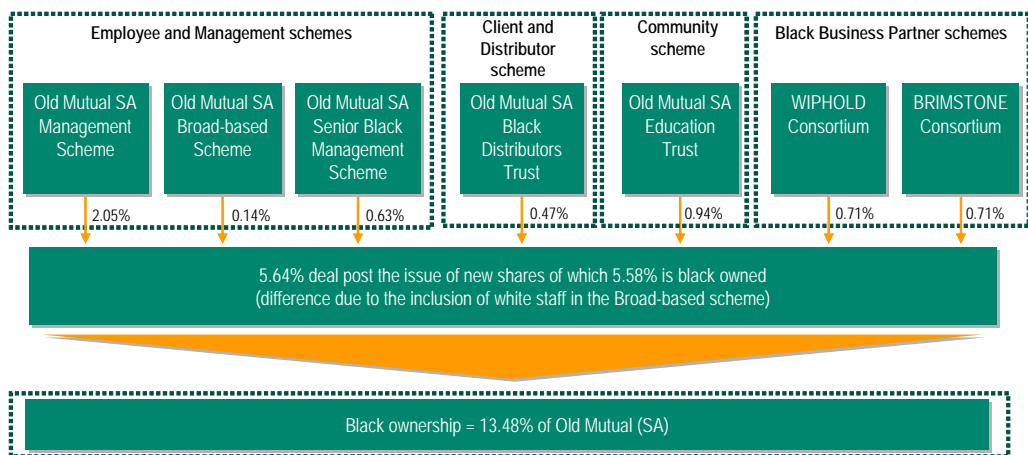 Employee and Management schemes
Client and
Distributor
scheme
Community
scheme
Black Business Partner schemes
Old Mutual SA
Management
Scheme
Old Mutual SA
Broad-based
Scheme
Old Mutual SA
Senior Black
Management
Scheme
Old Mutual SA
Black
Distributors
Trust
Old Mutual SA
Education
Trust
WIPHOLD
Consortium
BRIMSTONE
Consortium
2.05%
0.14%
0.63%
0.47%
0.94%
0.71%
0.71%
5.64% deal post the issue of new shares of which 5.58% is black owned
(difference due to the inclusion of white staff in the Broad-based scheme)
Black ownership = 13.48% of Old Mutual (SA)